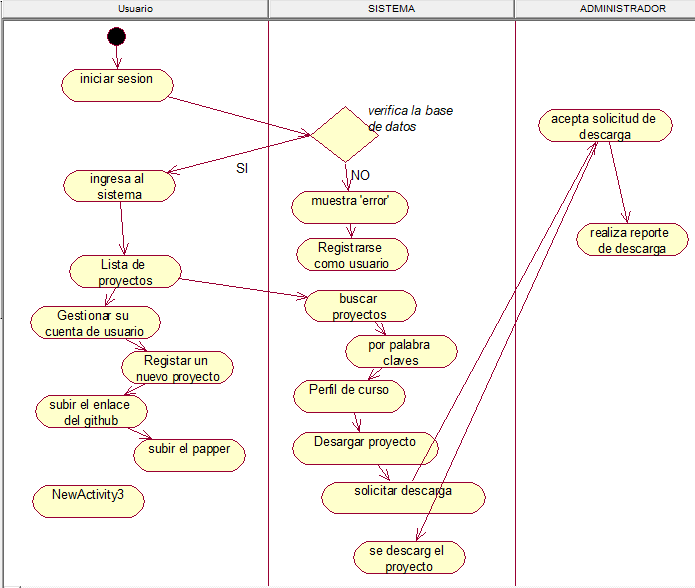 Usuario
SISTEMA
ADMINISTRADOR
iniciar sesion
verifica la base
de datos
acepta solicitud de
descarga
SI
NO
ingresa al
sistema
muestra 'error'
Registrarse
como usuario
realiza reporte
de descarga
Lista de
proyectos
buscar
proyectos
Gestionar su
cuenta de usuario
por palabra
claves
Registar un
nuevo proyecto
Perfil de curso
subir el enlace
del github
Desargar proyecto
subir el papper
solicitar descarga
NewActivity3
se descarg el
proyecto